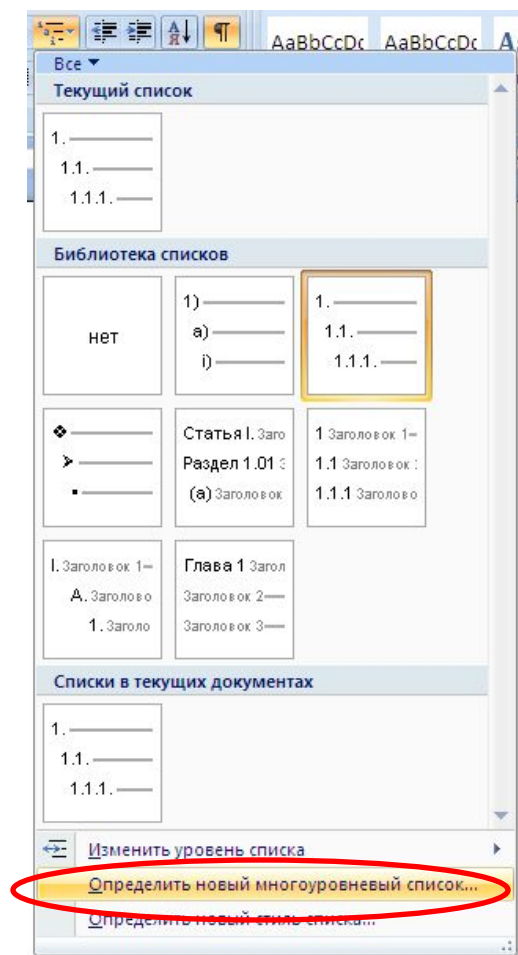 AaBbCcDc AaBbCcDc A
Все
Текущий список
1.
1.1.
1.1.1.
Библиотека списков
нет
1)
a)
i)
1.
1.1.
1.1.1.
Статья I. Заго
Раздел 1.01 З
(a) Заголовок
1 Заголовок 1
1.1 Заголовок
1.1.1 Заголово
I. Заголовок 1
A. Заголово
1. Заголо
Глава 1 Загол
Заголовок 2
Заголовок 3
Списки в текущих документах
1.
1.1.
1.1.1.
Изменить уровень списка
Определить новый многоуровневый список...
Определить новый стиль списка...